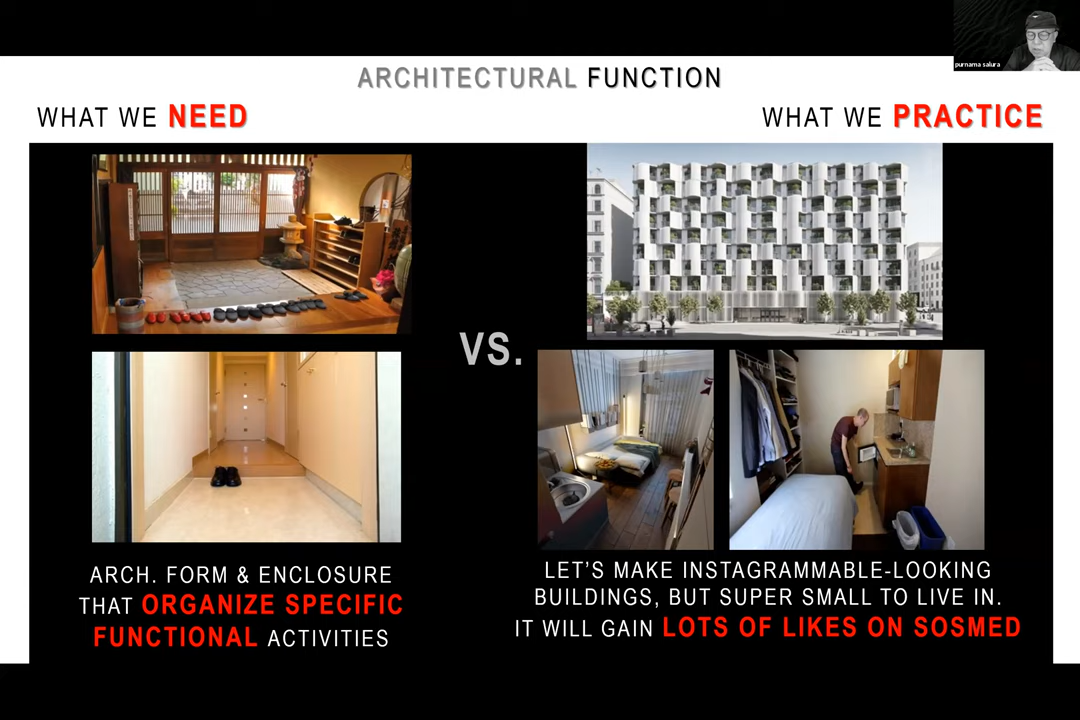 purnama salura
ARCHITECTURAL FUNCTION
WHAT WE NEED
WHAT WE PRACTICE
VS.
ARCH. FORM & ENCLOSURE
THAT ORGANIZE SPECIFIC
FUNCTIONAL ACTIVITIES
LET'S MAKE INSTAGRAMMABLE-LOOKING
BUILDINGS, BUT SUPER SMALL TO LIVE IN.
IT WILL GAIN LOTS OF LIKES ON SOSMED